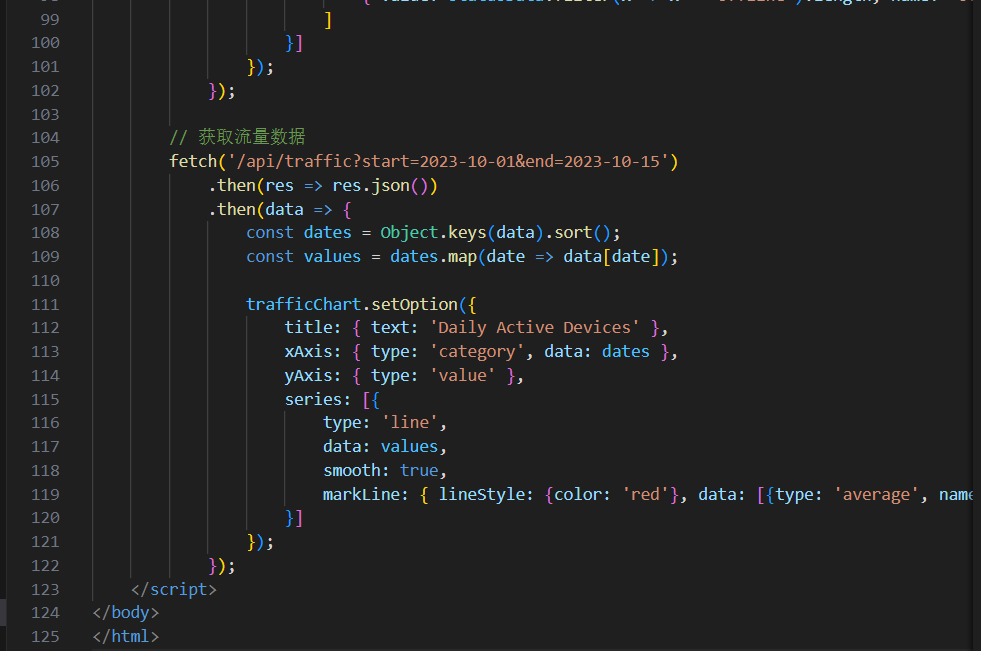 99 ]
100 }]
101 });
102 });
103
104 // 获取流量数据
105 fetch('/api/traffic?start=2023-10-01&end=2023-10-15')
106 .then(res => res.json())
107 .then(data => {
108 const dates = Object.keys(data).sort();
109 const values = dates.map(date => data[date]);
110
111 trafficChart.setOption({
112 title: { text: 'Daily Active Devices' },
113 xAxis: { type: 'category', data: dates },
114 yAxis: { type: 'value' },
115 series: [{
116 type: 'line',
117 data: values,
118 smooth: true,
119 markLine: { lineStyle: {color: 'red'}, data: [{type: 'average', name
120 }]
121 });
122 });
123 </script>
124 </body>
125 </html>